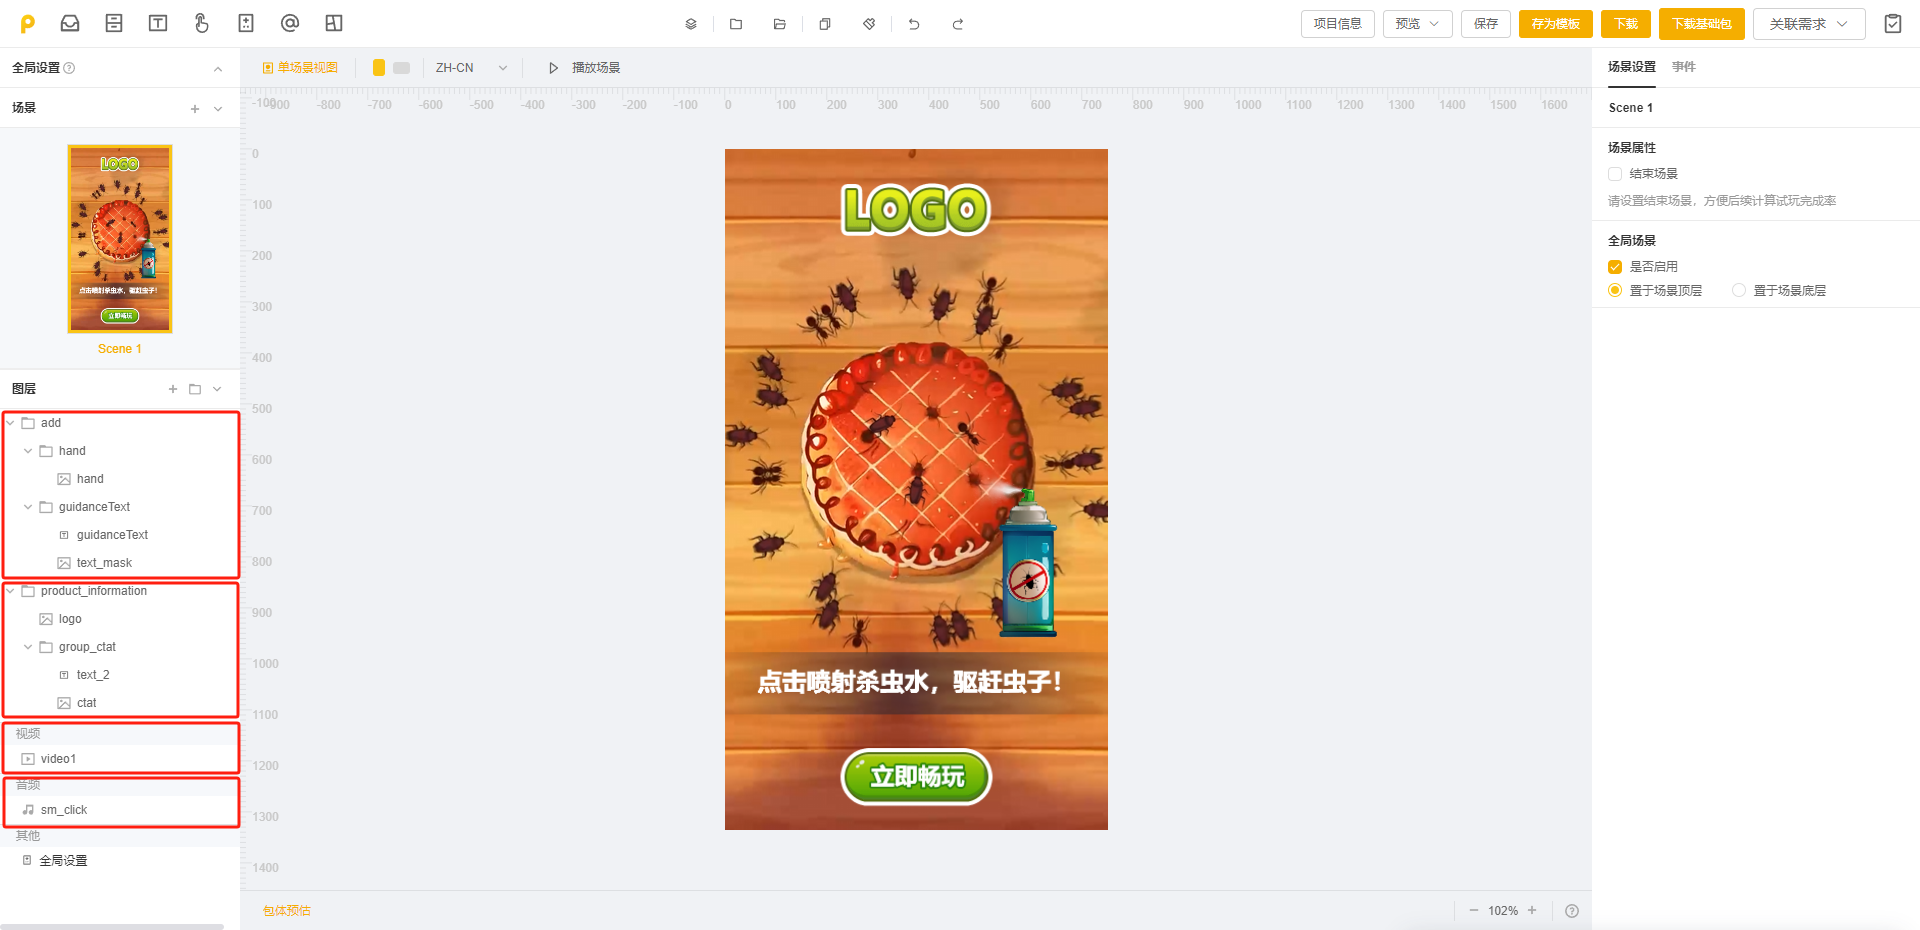 项目信息
预览
保存
存为模板
下载
下载基础包
关联需求
全局设置
单场景视图
ZH-CN
播放场景
场景设置
事件
场景
-100
-900 -800 -700 -600 -500 -400 -300 -200 -100 0 100 200 300 400 500 600 700 800 900 1000 1100 1200 1300 1400 1500 1600
Scene 1
场景属性
结束场景
请设置结束场景，方便后续计算试玩完成率
全局场景
是否启用
置于场景顶层
置于场景底层
LOGO
点击喷射杀虫水，驱赶虫子！
立即畅玩
Scene 1
图层
add
hand
hand
guidanceText
guidanceText
text_mask
product_information
logo
group_ctat
text_2
ctat
视频
video1
音频
sm_click
其他
全局设置
0
100
200
300
400
500
600
700
800
900
1000
1100
1200
1300
1400
LOGO
点击喷射杀虫水，驱赶虫子！
立即畅玩
包体预估
102%